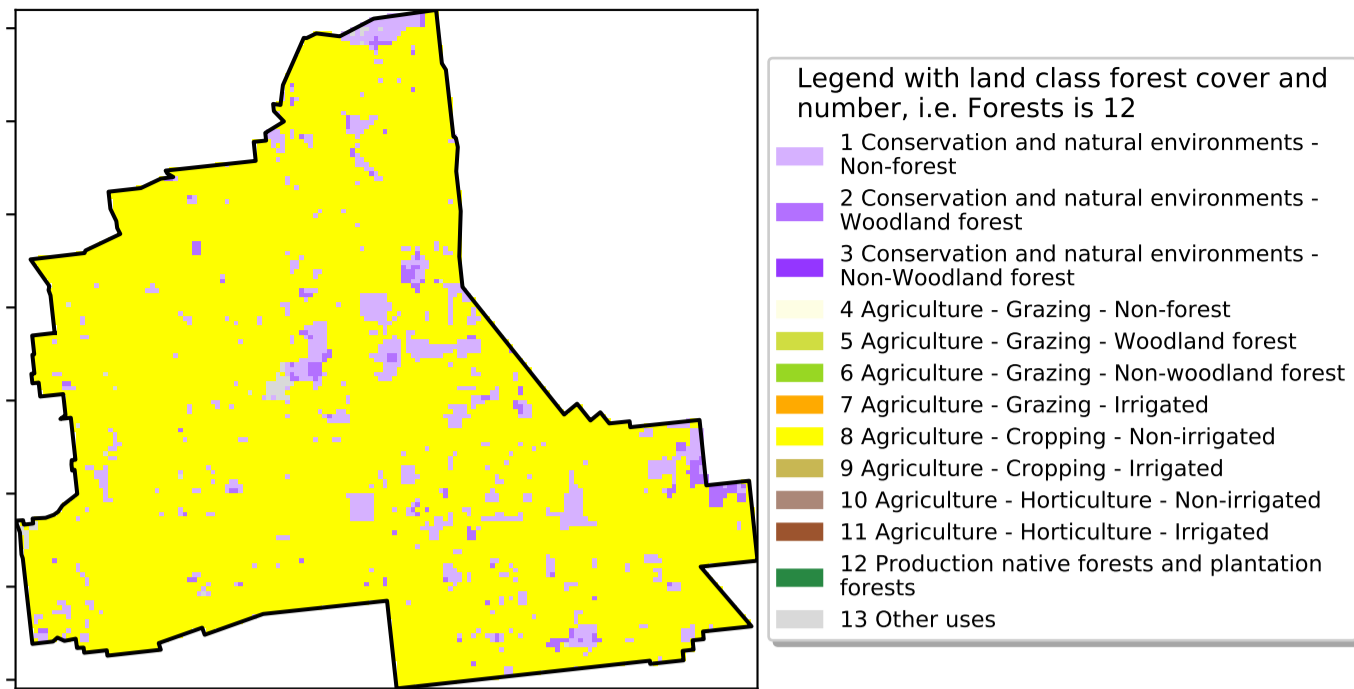 Legend with land class forest cover and
number, i.e. Forests is 12
1 Conservation and natural environments -
Non-forest
2 Conservation and natural environments -
Woodland forest
3 Conservation and natural environments -
Non-Woodland forest
4 Agriculture - Grazing - Non-forest
5 Agriculture - Grazing - Woodland forest
6 Agriculture - Grazing - Non-woodland forest
7 Agriculture - Grazing - Irrigated
8 Agriculture - Cropping - Non-irrigated
9 Agriculture - Cropping - Irrigated
10 Agriculture - Horticulture - Non-irrigated
11 Agriculture - Horticulture - Irrigated
12 Production native forests and plantation
forests
13 Other uses